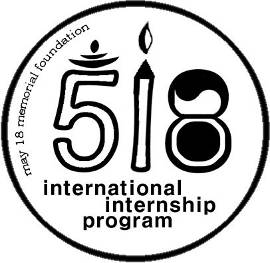 may 18 memorial foundation
518
international
internship
program